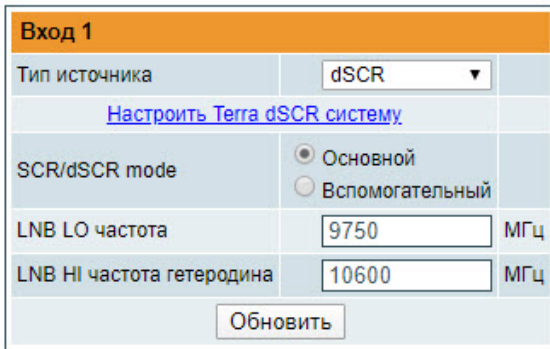 Вход 1
Тип источника dSCR
Настроить Terra dSCR систему
SCR/dSCR mode Основной
Вспомогательный
LNB LO частота 9750 МГц
LNB HI частота гетеродина 10600 МГц
Обновить